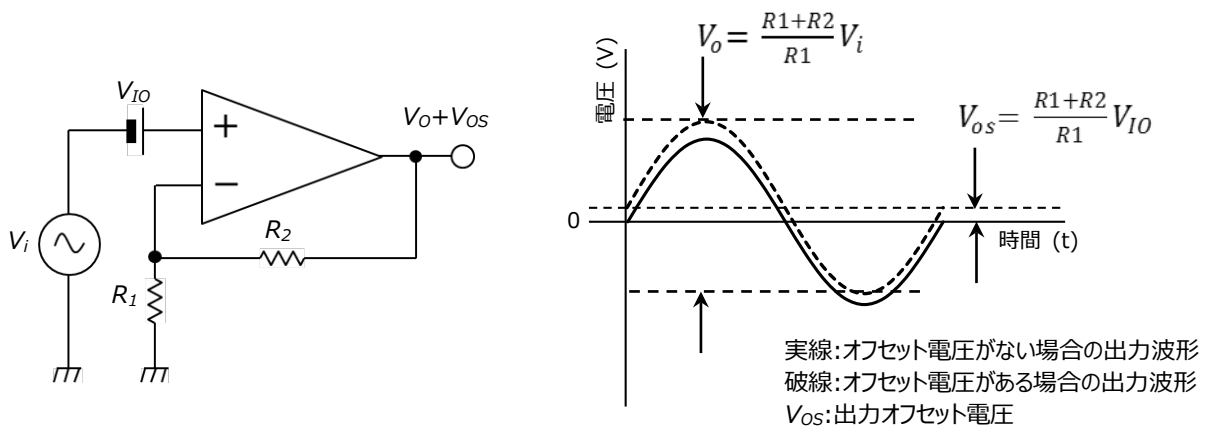 V_IO
+
−
V_O+V_OS
V_i
R_2
R_1
V_o = (R1+R2)/R1 V_i
電圧 (V)
V_os = (R1+R2)/R1 V_IO
0
時間 (t)
実線:オフセット電圧がない場合の出力波形
破線:オフセット電圧がある場合の出力波形
V_OS:出力オフセット電圧